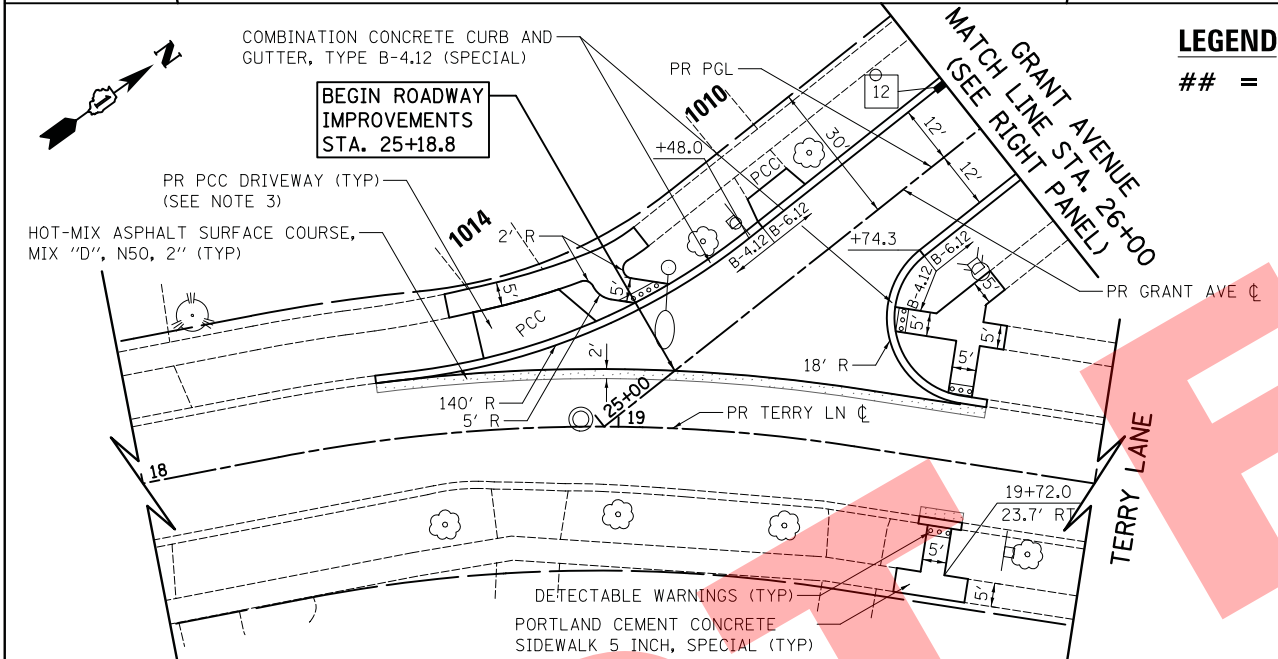 COMBINATION CONCRETE CURB AND
GUTTER, TYPE B-4.12 (SPECIAL)
BEGIN ROADWAY
IMPROVEMENTS
STA. 25+18.8
PR PGL
1010
12
GRANT AVENUE
MATCH LINE STA. 26+00
(SEE RIGHT PANEL)
LEGEND
## =
N
1
PR PCC DRIVEWAY (TYP)
(SEE NOTE 3)
HOT-MIX ASPHALT SURFACE COURSE,
MIX "D", N50, 2" (TYP)
1014
2' R
+48.0
PCC
30'
12'
12'
B-4.12
B-6.12
+74.3
B-4.12
B-6.12
5'
PR GRANT AVE ℄
5'
PCC
5'
5'
5'
5'
2'
18' R
140' R
5' R
25+00
19
PR TERRY LN ℄
18
TERRY LANE
19+72.0
23.7' RT
5'
5'
DETECTABLE WARNINGS (TYP)
PORTLAND CEMENT CONCRETE
SIDEWALK 5 INCH, SPECIAL (TYP)